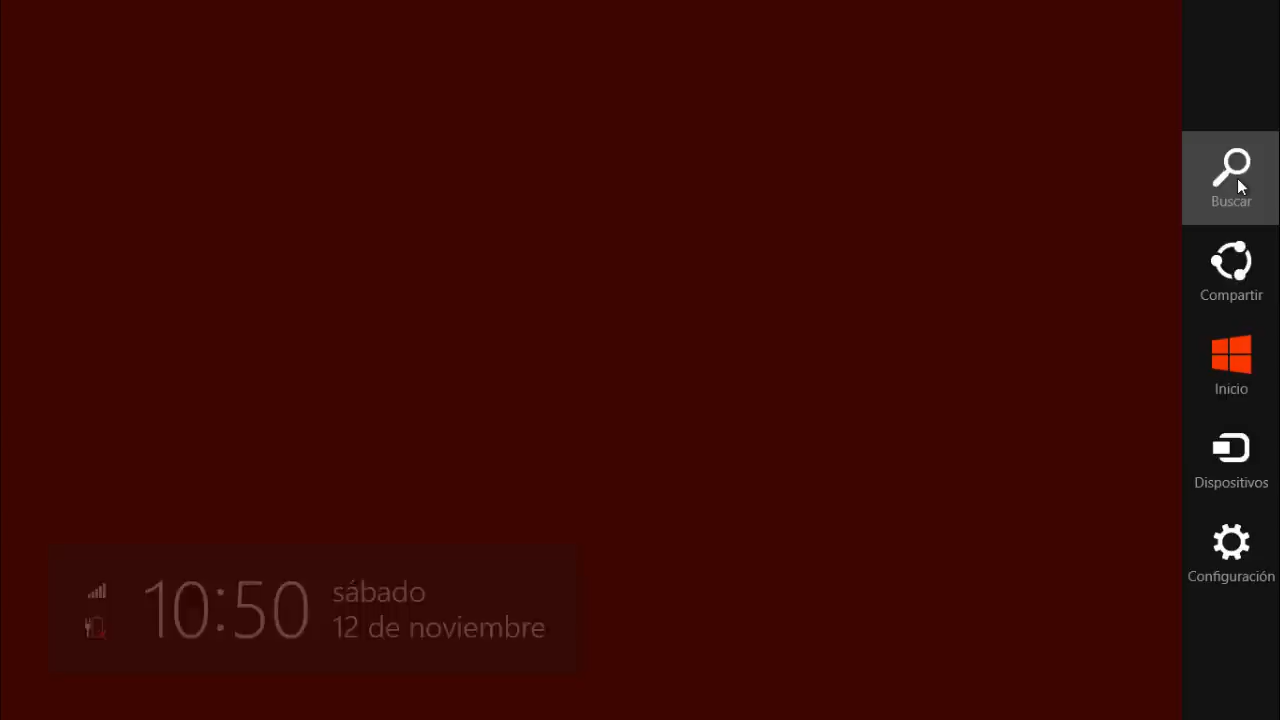 Buscar
Compartir
Inicio
Dispositivos
Configuración
10:50
sábado
12 de noviembre